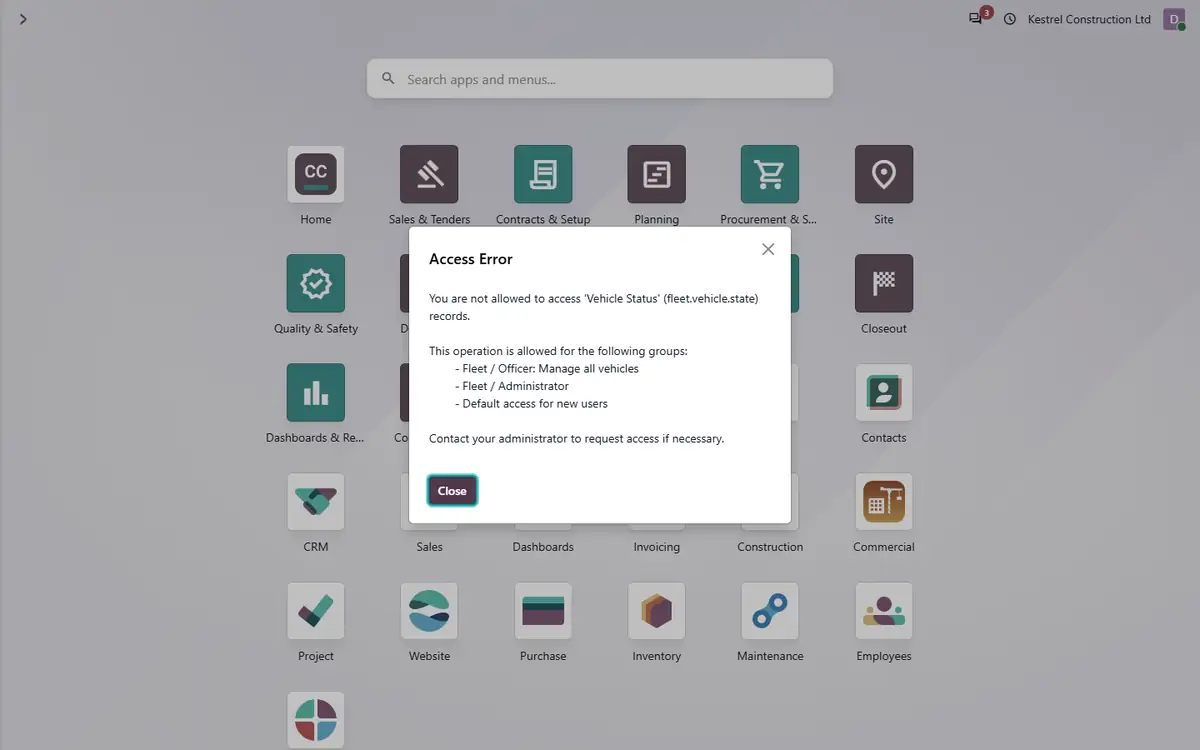 3
Kestrel Construction Ltd
D
Search apps and menus...
CC
Home
Sales & Tenders
Contracts & Setup
Planning
Procurement & S...
Site
Access Error
You are not allowed to access 'Vehicle Status' (fleet.vehicle.state)
records.
This operation is allowed for the following groups:
- Fleet / Officer: Manage all vehicles
- Fleet / Administrator
- Default access for new users
Contact your administrator to request access if necessary.
Close
Quality & Safety
Closeout
Dashboards & Re...
Contacts
CRM
Sales
Dashboards
Invoicing
Construction
Commercial
Project
Website
Purchase
Inventory
Maintenance
Employees